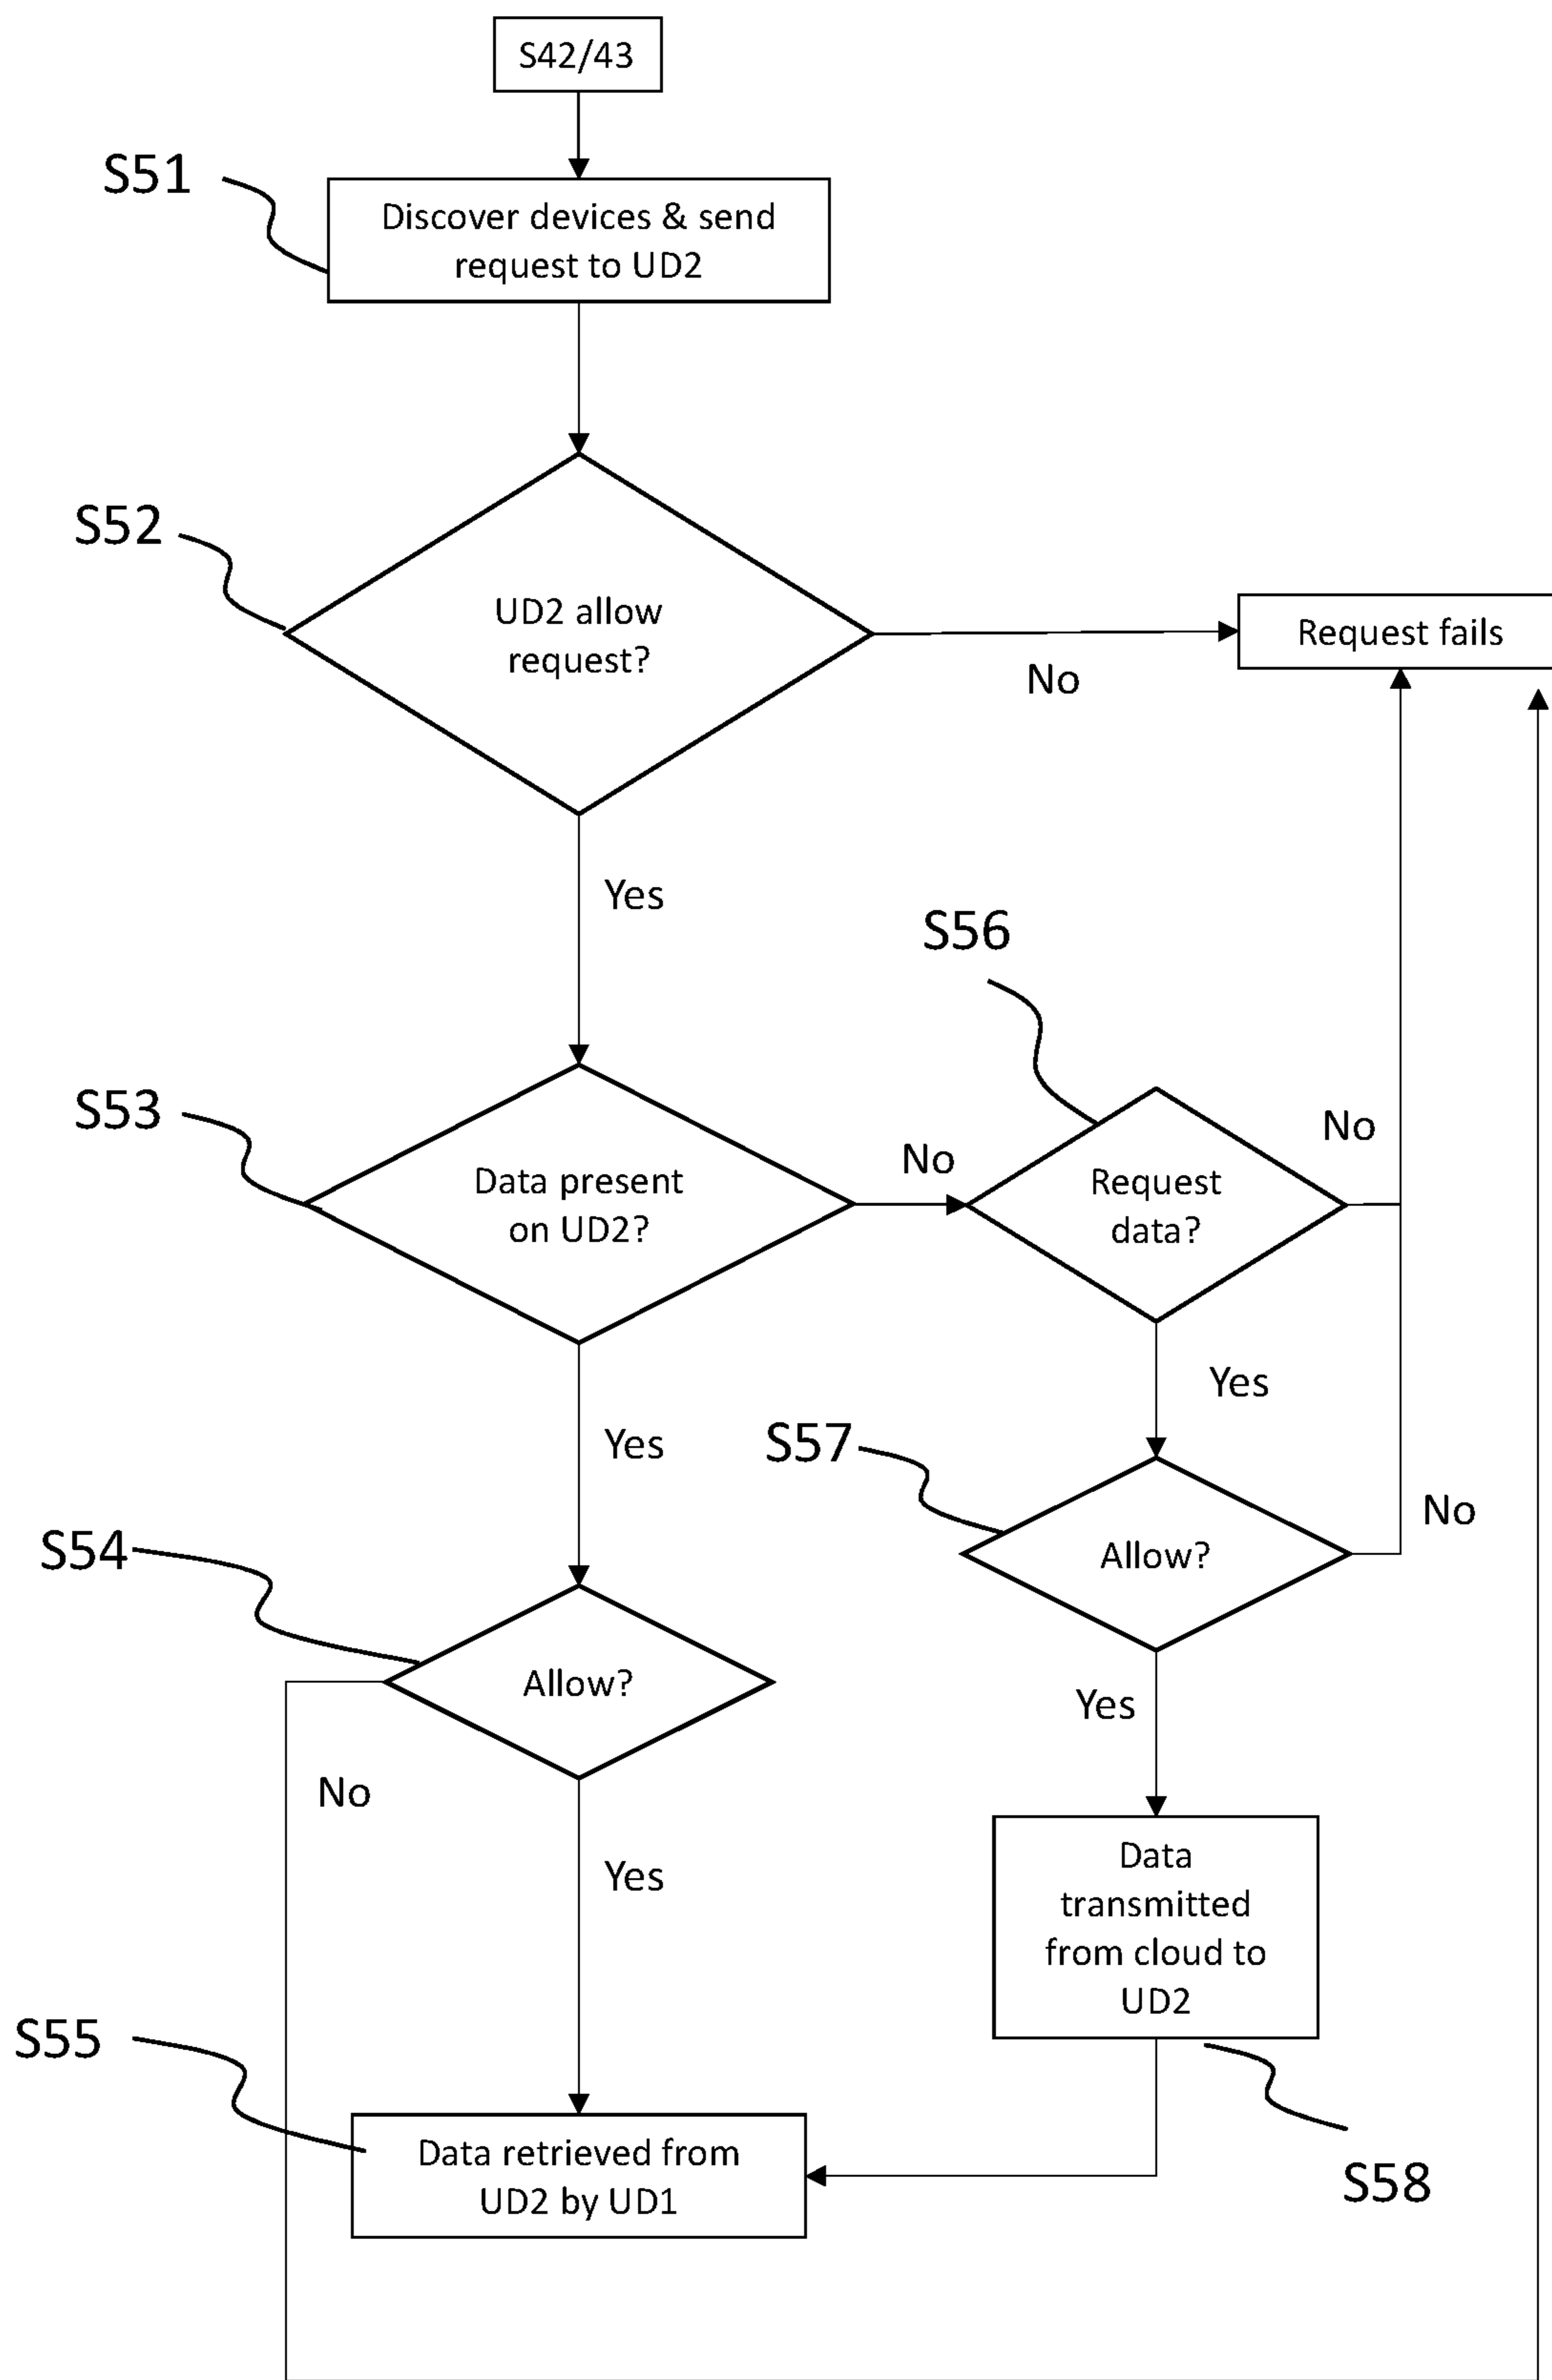 S42/43
S51
Discover devices & send
request to UD2
S52
UD2 allow
request?
No
Request fails
Yes
S56
S53
Data present
on UD2?
No
Request
data?
No
Yes
Yes
S57
Allow?
No
S54
Allow?
No
Yes
Yes
Data
transmitted
from cloud to
UD2
S55
Data retrieved from
UD2 by UD1
S58